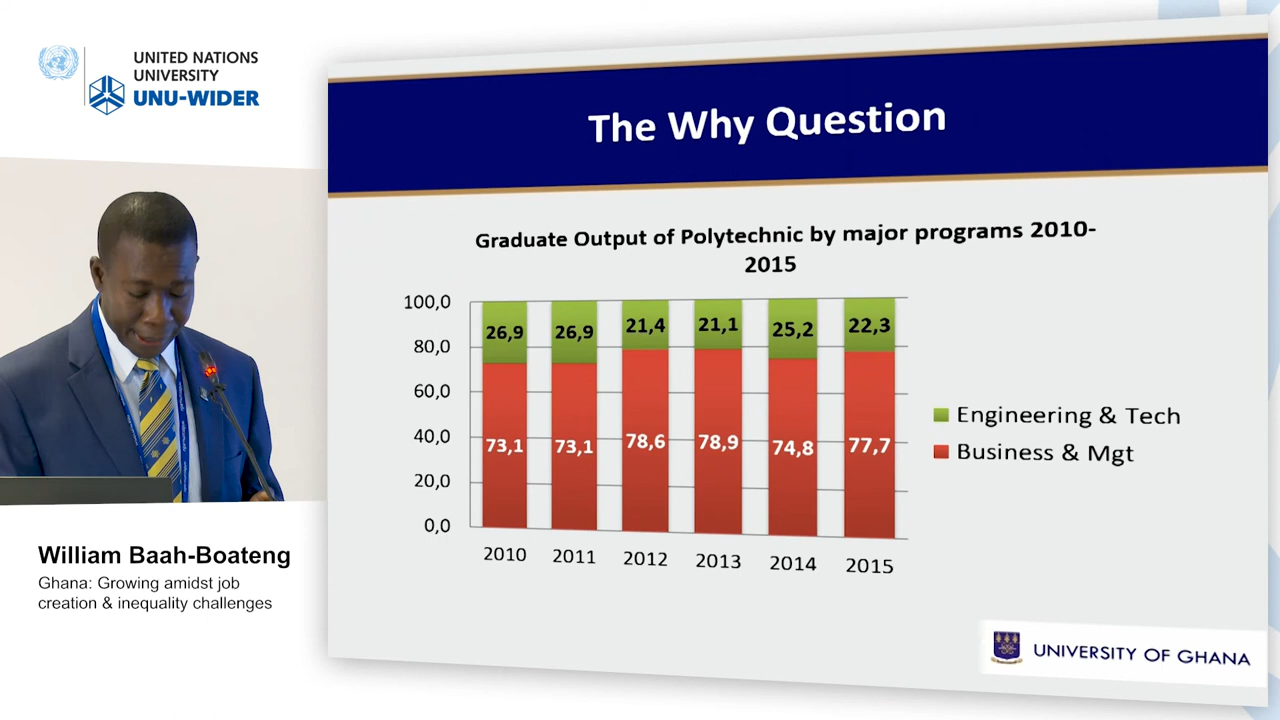 UNITED NATIONS
UNIVERSITY
UNU-WIDER
The Why Question
Graduate Output of Polytechnic by major programs 2010-
2015
100,0
80,0
60,0
40,0
20,0
0,0
26,9
26,9
21,4
21,1
25,2
22,3
73,1
73,1
78,6
78,9
74,8
77,7
2010
2011
2012
2013
2014
2015
Engineering & Tech
Business & Mgt
William Baah-Boateng
Ghana: Growing amidst job
creation & inequality challenges
UNIVERSITY OF GHANA